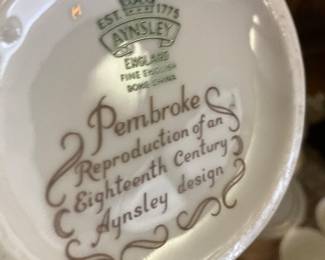 EST. 1775
AYNSLEY
ENGLAND
FINE ENGLISH
BONE CHINA
Pembroke
Reproduction of an
Eighteenth Century
Aynsley design